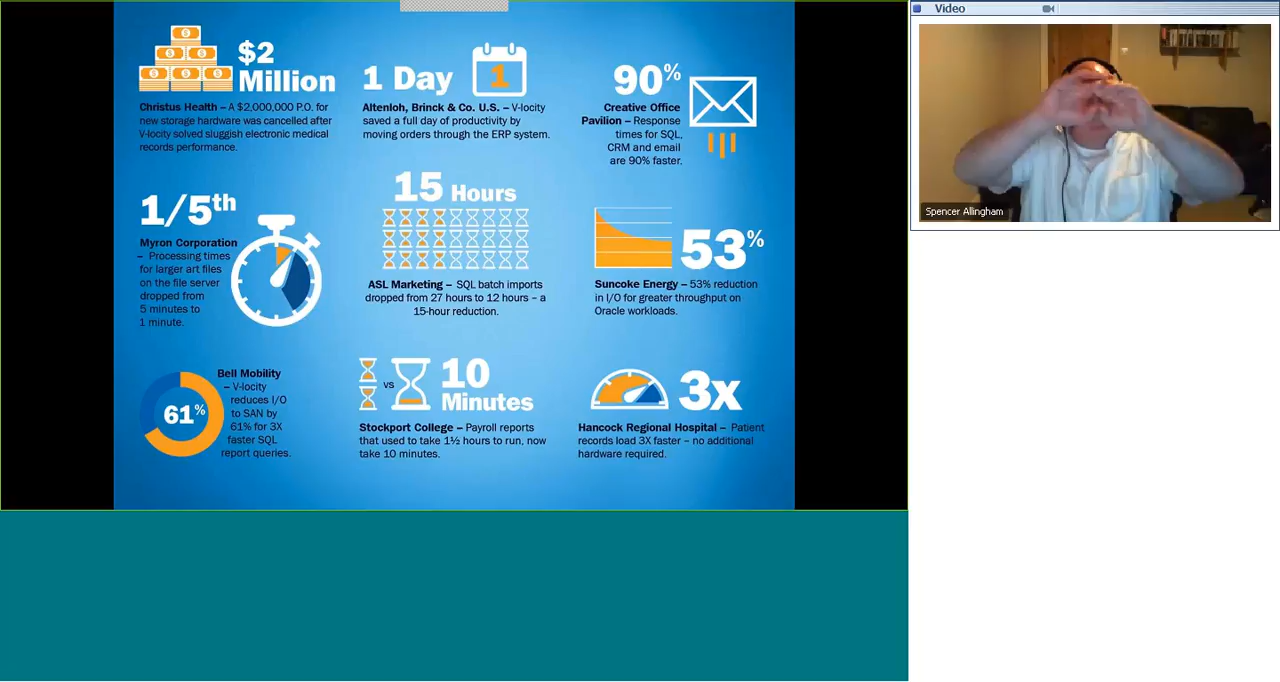 $2
Million
Christus Health – A $2,000,000 P.O. for
new storage hardware was cancelled after
V-locity solved sluggish electronic medical
records performance.
1 Day
1
Altenloh, Brinck & Co. U.S. – V-locity
saved a full day of productivity by
moving orders through the ERP system.
90%
Creative Office
Pavilion – Response
times for SQL,
CRM and email
are 90% faster.
1/5th
Myron Corporation
– Processing times
for larger art files
on the file server
dropped from
5 minutes to
1 minute.
15 Hours
ASL Marketing – SQL batch imports
dropped from 27 hours to 12 hours – a
15-hour reduction.
53%
Suncoke Energy – 53% reduction
in I/O for greater throughput on
Oracle workloads.
61%
Bell Mobility
– V-locity
reduces I/O
to SAN by
61% for 3X
faster SQL
report queries.
vs
10
Minutes
Stockport College – Payroll reports
that used to take 1½ hours to run, now
take 10 minutes.
3x
Hancock Regional Hospital – Patient
records load 3X faster – no additional
hardware required.
Video
Spencer Allingham